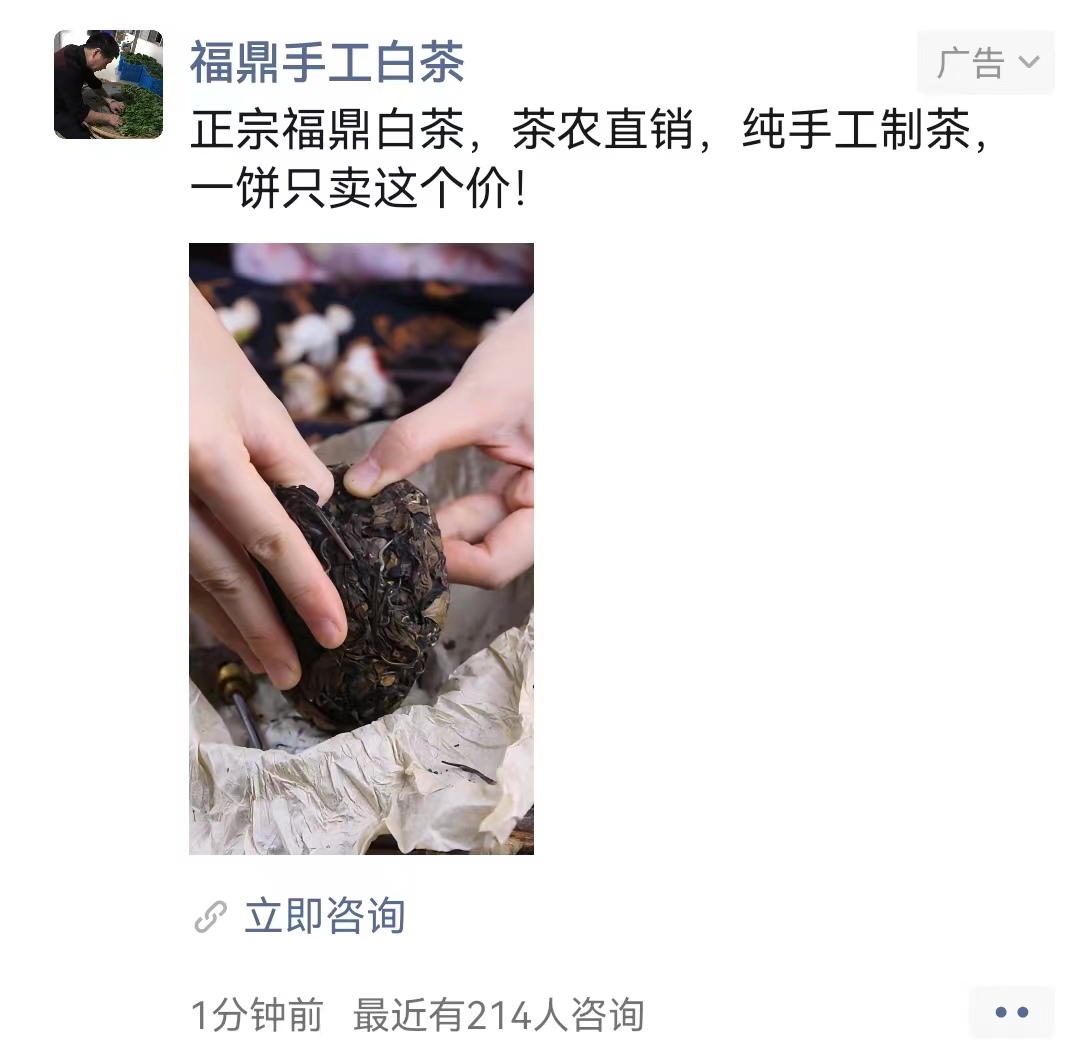 福鼎手工白茶
广告
正宗福鼎白茶，茶农直销，纯手工制茶，
一饼只卖这个价！
立即咨询
1分钟前 最近有214人咨询